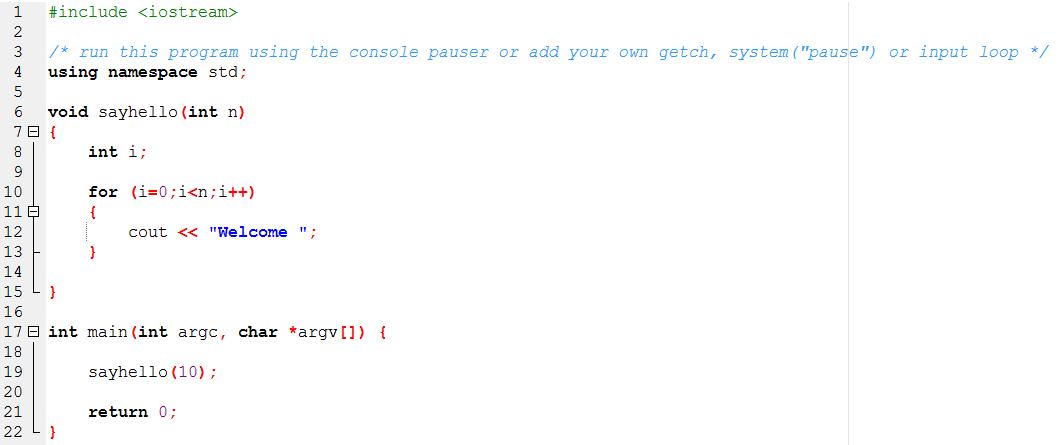 1 #include <iostream>
2
3 /* run this program using the console pauser or add your own getch, system("pause") or input loop */
4 using namespace std;
5
6 void sayhello(int n)
7 {
8     int i;
9
10     for (i=0;i<n;i++)
11     {
12         cout << "Welcome ";
13     }
14
15 }
16
17 int main(int argc, char *argv[]) {
18
19     sayhello(10);
20
21     return 0;
22 }